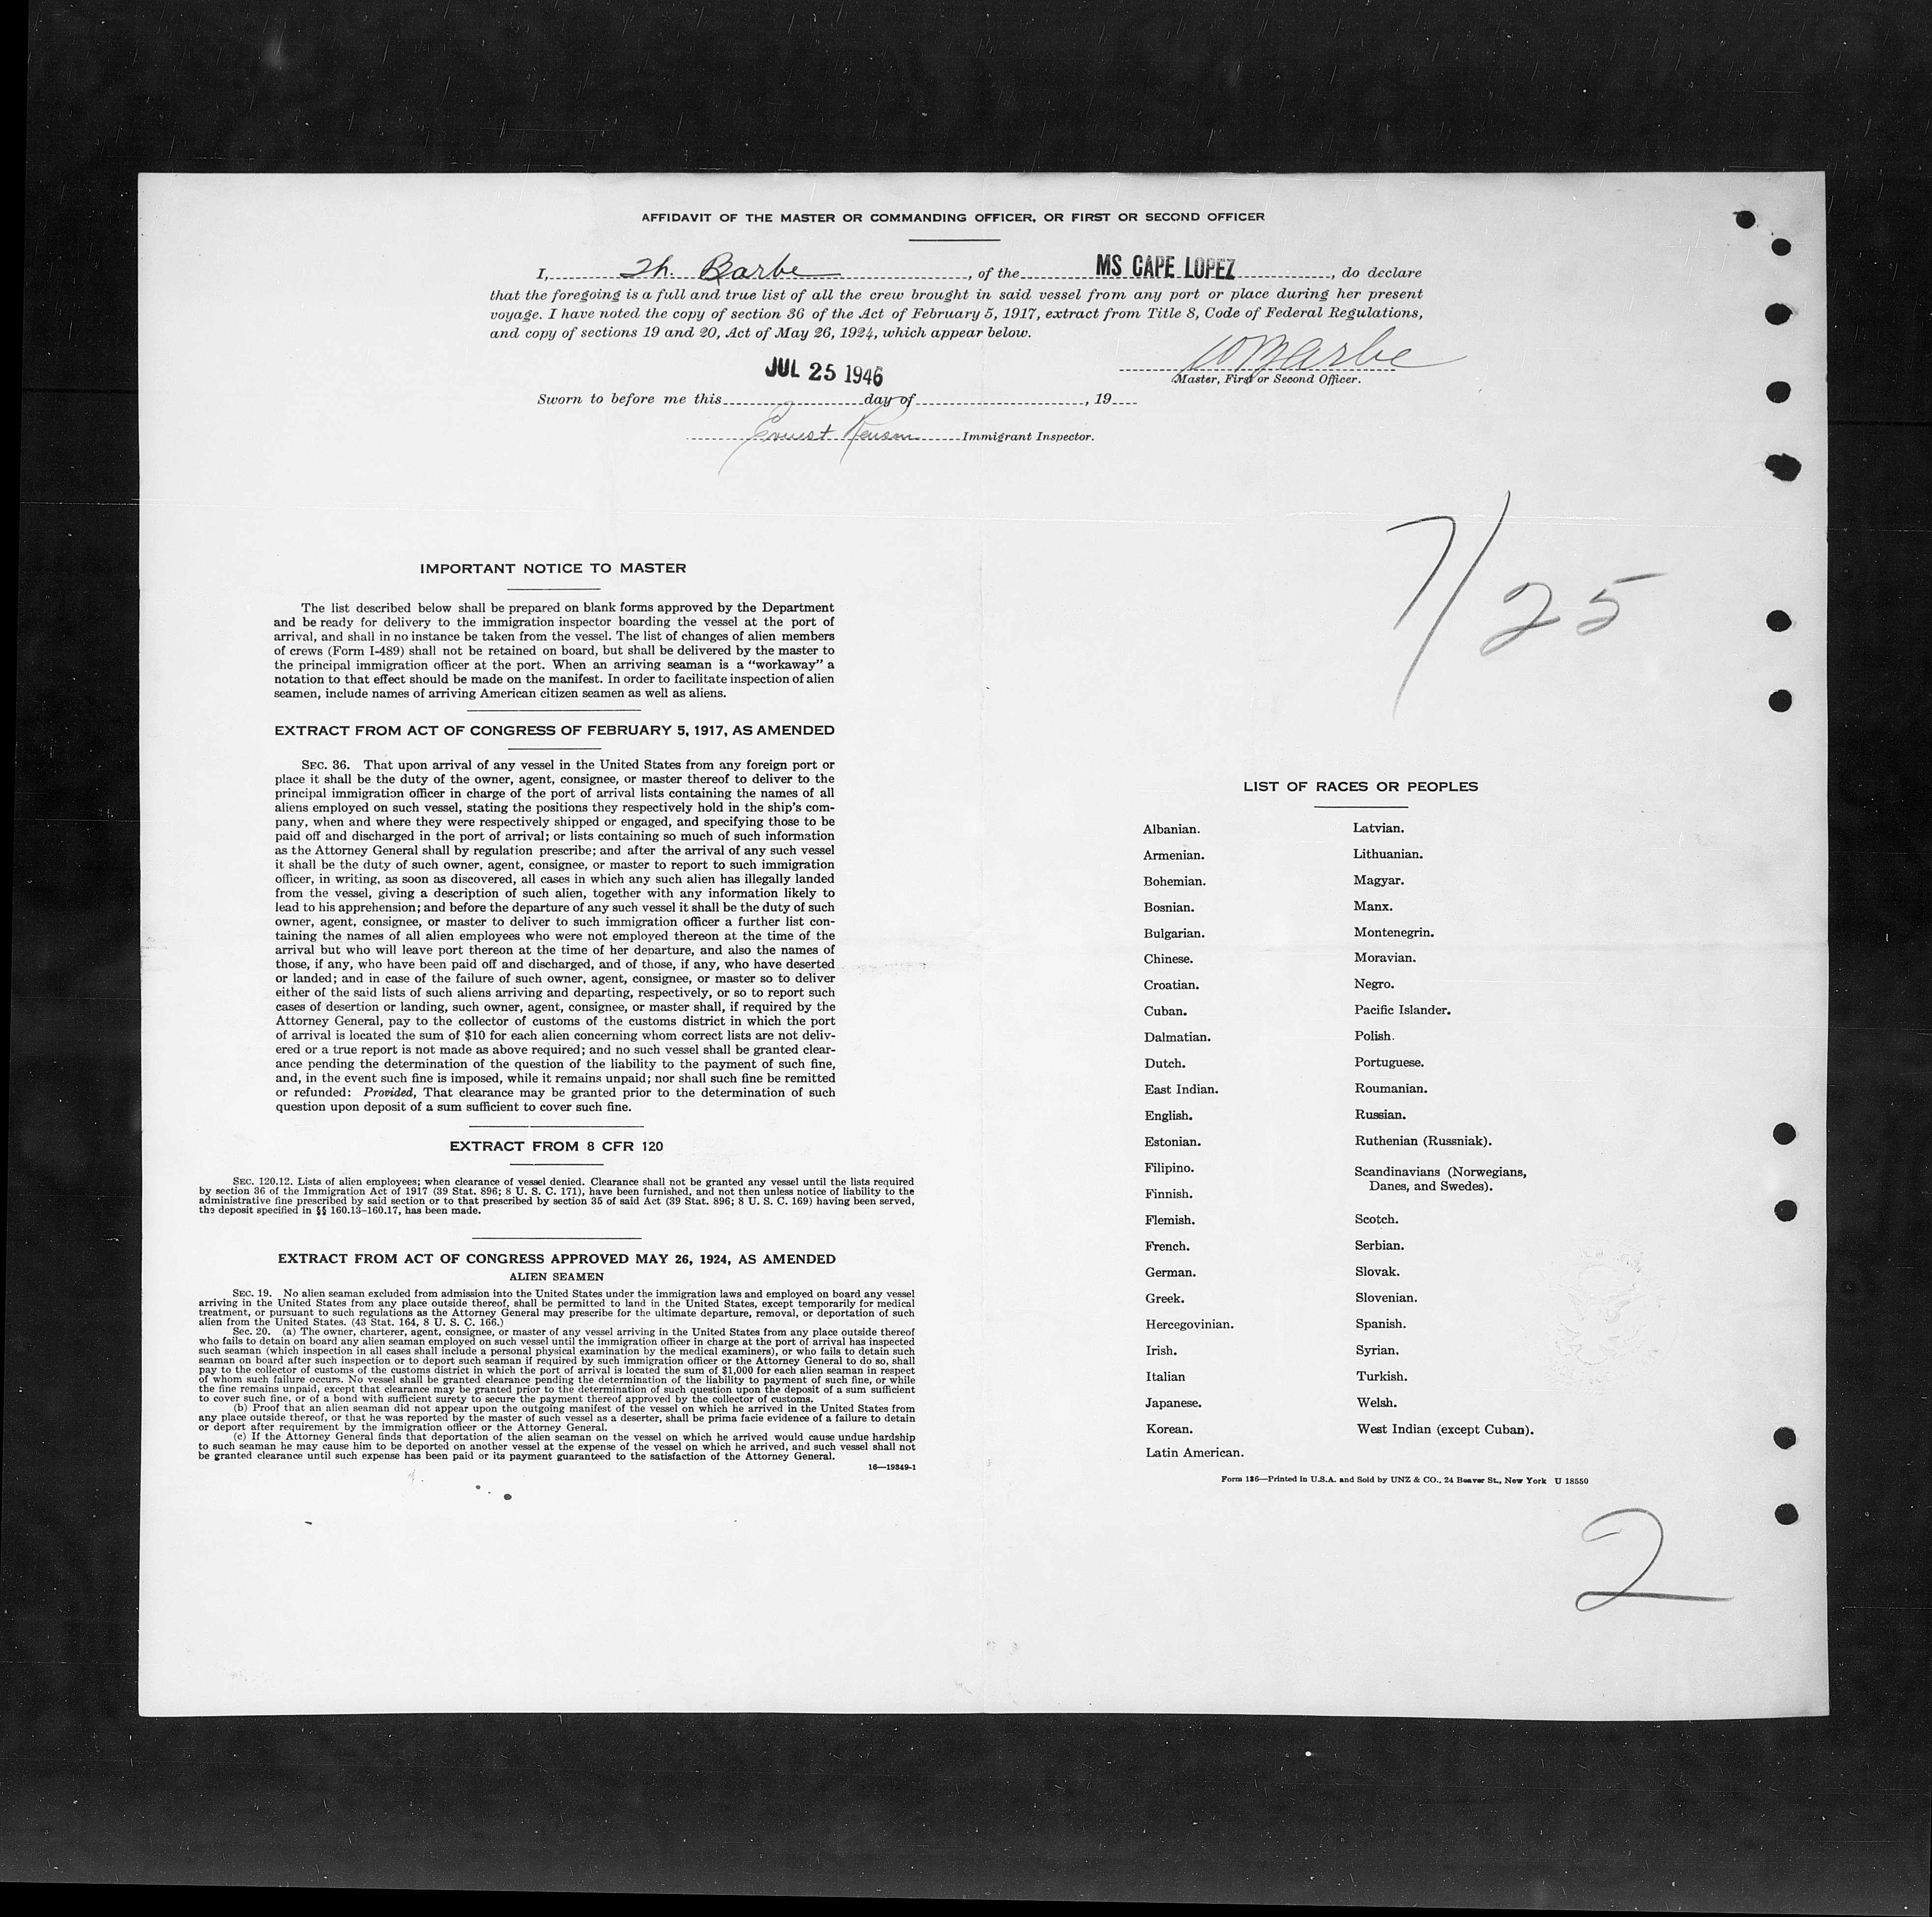 AFFIDAVIT OF THE MASTER OR COMMANDING OFFICER, OR FIRST OR SECOND OFFICER
I, Th. Barbe, of the MS CAPE LOPEZ, do declare
that the foregoing is a full and true list of all the crew brought in said vessel from any port or place during her present
voyage. I have noted the copy of section 36 of the Act of February 5, 1917, extract from Title 8, Code of Federal Regulations,
and copy of sections 19 and 20, Act of May 26, 1924, which appear below.
Barbe
Master, First or Second Officer.
JUL 25 1946
Sworn to before me this day of , 19
Ernest Immigrant Inspector.
7/25
IMPORTANT NOTICE TO MASTER
The list described below shall be prepared on blank forms approved by the Department
and be ready for delivery to the immigration inspector boarding the vessel at the port of
arrival, and shall in no instance be taken from the vessel. The list of changes of alien members
of crews (Form I-489) shall not be retained on board, but shall be delivered by the master to
the principal immigration officer at the port. When an arriving seaman is a "workaway" a
notation to that effect should be made on the manifest. In order to facilitate inspection of alien
seamen, include names of arriving American citizen seamen as well as aliens.
EXTRACT FROM ACT OF CONGRESS OF FEBRUARY 5, 1917, AS AMENDED
SEC. 36. That upon arrival of any vessel in the United States from any foreign port or
place it shall be the duty of the owner, agent, consignee, or master thereof to deliver to the
principal immigration officer in charge of the port of arrival lists containing the names of all
aliens employed on such vessel, stating the positions they respectively hold in the ship's com-
pany, when and where they were respectively shipped or engaged, and specifying those to be
paid off and discharged in the port of arrival; or lists containing so much of such information
as the Attorney General shall by regulation prescribe; and after the arrival of any such vessel
it shall be the duty of such owner, agent, consignee, or master to report to such immigration
officer, in writing, as soon as discovered, all cases in which any such alien has illegally landed
from the vessel, giving a description of such alien, together with any information likely to
lead to his apprehension; and before the departure of any such vessel it shall be the duty of such
owner, agent, consignee, or master to deliver to such immigration officer a further list con-
taining the names of all alien employees who were not employed thereon at the time of the
arrival but who will leave port thereon at the time of her departure, and also the names of
those, if any, who have been paid off and discharged, and of those, if any, who have deserted
or landed; and in case of the failure of such owner, agent, consignee, or master so to deliver
either of the said lists of such aliens arriving and departing, respectively, or so to report such
cases of desertion or landing, such owner, agent, consignee, or master shall, if required by the
Attorney General, pay to the collector of customs of the customs district in which the port
of arrival is located the sum of $10 for each alien concerning whom correct lists are not deliv-
ered or a true report is not made as above required; and no such vessel shall be granted clear-
ance pending the determination of the question of the liability to the payment of such fine,
and, in the event such fine is imposed, while it remains unpaid; nor shall such fine be remitted
or refunded: Provided, That clearance may be granted prior to the determination of such
question upon deposit of a sum sufficient to cover such fine.
EXTRACT FROM 8 CFR 120
SEC. 120.12. Lists of alien employees; when clearance of vessel denied. Clearance shall not be granted any vessel until the lists required
by section 36 of the Immigration Act of 1917 (39 Stat. 896; 8 U. S. C. 171), have been furnished, and not then unless notice of liability to the
administrative fine prescribed by said section or to that prescribed by section 35 of said Act (39 Stat. 896; 8 U. S. C. 169) having been served,
the deposit specified in §§ 160.13–160.17, has been made.
EXTRACT FROM ACT OF CONGRESS APPROVED MAY 26, 1924, AS AMENDED
ALIEN SEAMEN
SEC. 19. No alien seaman excluded from admission into the United States under the immigration laws and employed on board any vessel
arriving in the United States from any place outside thereof, shall be permitted to land in the United States, except temporarily for medical
treatment, or pursuant to such regulations as the Attorney General may prescribe for the ultimate departure, removal, or deportation of such
alien from the United States. (43 Stat. 164, 8 U. S. C. 166.)
Sec. 20. (a) The owner, charterer, agent, consignee, or master of any vessel arriving in the United States from any place outside thereof
who fails to detain on board any alien seaman employed on such vessel until the immigration officer in charge at the port of arrival has inspected
such seaman (which inspection in all cases shall include a personal physical examination by the medical examiners), or who fails to detain such
seaman on board after such inspection or to deport such seaman if required by such immigration officer or the Attorney General to do so, shall
pay to the collector of customs of the customs district in which the port of arrival is located the sum of $1,000 for each alien seaman in respect
of whom such failure occurs. No vessel shall be granted clearance pending the determination of the liability to payment of such fine, or while
the fine remains unpaid, except that clearance may be granted prior to the determination of such question upon the deposit of a sum sufficient
to cover such fine, or of a bond with sufficient surety to secure the payment thereof approved by the collector of customs.
(b) Proof that an alien seaman did not appear upon the outgoing manifest of the vessel on which he arrived in the United States from
any place outside thereof, or that he was reported by the master of such vessel as a deserter, shall be prima facie evidence of a failure to detain
or deport after requirement by the immigration officer or the Attorney General.
(c) If the Attorney General finds that deportation of the alien seaman on the vessel on which he arrived would cause undue hardship
to such seaman he may cause him to be deported on another vessel at the expense of the vessel on which he arrived, and such vessel shall not
be granted clearance until such expense has been paid or its payment guaranteed to the satisfaction of the Attorney General.
16—19349-1
LIST OF RACES OR PEOPLES
Albanian.
Armenian.
Bohemian.
Bosnian.
Bulgarian.
Chinese.
Croatian.
Cuban.
Dalmatian.
Dutch.
East Indian.
English.
Estonian.
Filipino.
Finnish.
Flemish.
French.
German.
Greek.
Hercegovinian.
Irish.
Italian
Japanese.
Korean.
Latin American.
Latvian.
Lithuanian.
Magyar.
Manx.
Montenegrin.
Moravian.
Negro.
Pacific Islander.
Polish.
Portuguese.
Roumanian.
Russian.
Ruthenian (Russniak).
Scandinavians (Norwegians,
Danes, and Swedes).
Scotch.
Serbian.
Slovak.
Slovenian.
Spanish.
Syrian.
Turkish.
Welsh.
West Indian (except Cuban).
Form 136—Printed in U.S.A. and Sold by UNZ & CO., 24 Beaver St., New York U 18550
2